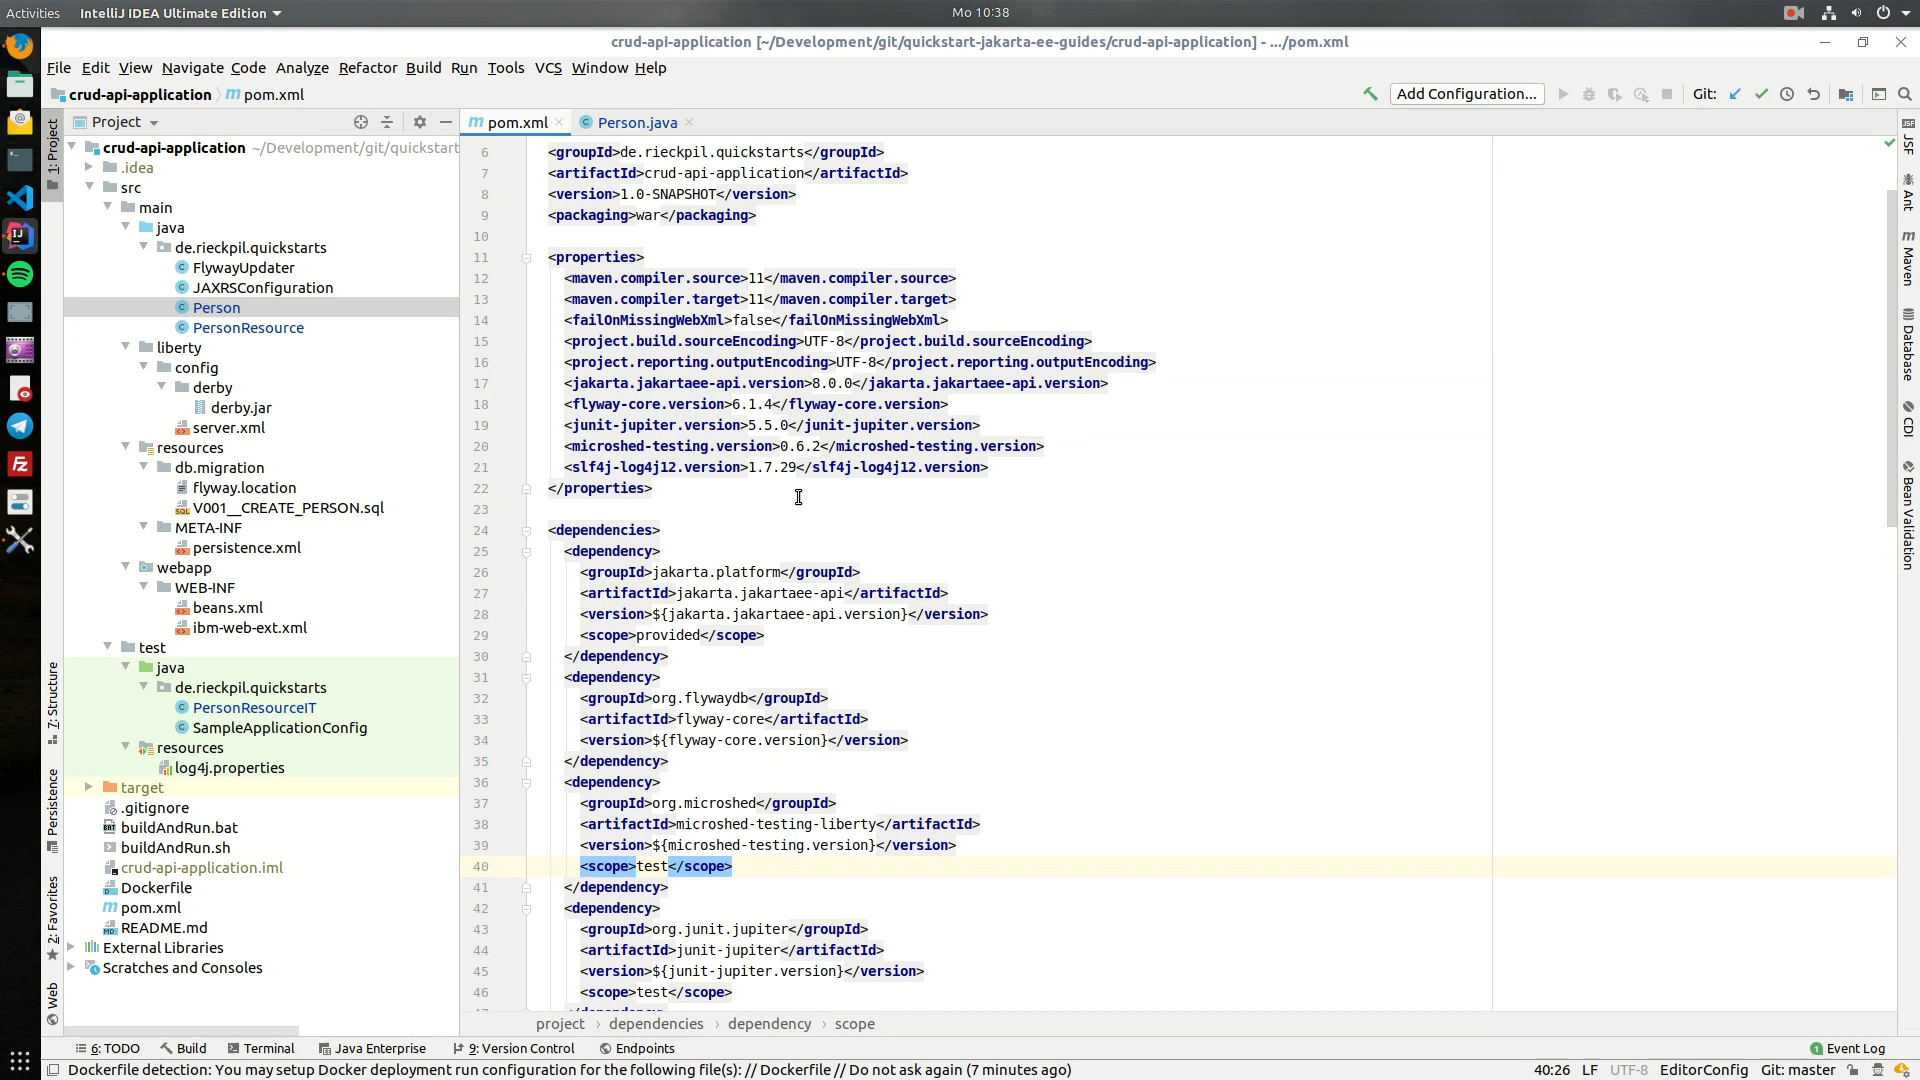 Activities
IntelliJ IDEA Ultimate Edition
Mo 10:38
crud-api-application [~/Development/git/quickstart-jakarta-ee-guides/crud-api-application] - .../pom.xml
File Edit View Navigate Code Analyze Refactor Build Run Tools VCS Window Help
crud-api-application
pom.xml
Add Configuration...
Git:
Project
crud-api-application ~/Development/git/quickstart
.idea
src
main
java
de.rieckpil.quickstarts
FlywayUpdater
JAXRSConfiguration
Person
PersonResource
liberty
config
derby
derby.jar
server.xml
resources
db.migration
flyway.location
V001__CREATE_PERSON.sql
META-INF
persistence.xml
webapp
WEB-INF
beans.xml
ibm-web-ext.xml
test
java
de.rieckpil.quickstarts
PersonResourceIT
SampleApplicationConfig
resources
log4j.properties
target
.gitignore
buildAndRun.bat
buildAndRun.sh
crud-api-application.iml
Dockerfile
pom.xml
README.md
External Libraries
Scratches and Consoles
1: Project
7: Structure
Persistence
2: Favorites
Web
pom.xml
Person.java
6 <groupId>de.rieckpil.quickstarts</groupId>
7 <artifactId>crud-api-application</artifactId>
8 <version>1.0-SNAPSHOT</version>
9 <packaging>war</packaging>
10
11 <properties>
12 <maven.compiler.source>11</maven.compiler.source>
13 <maven.compiler.target>11</maven.compiler.target>
14 <failOnMissingWebXml>false</failOnMissingWebXml>
15 <project.build.sourceEncoding>UTF-8</project.build.sourceEncoding>
16 <project.reporting.outputEncoding>UTF-8</project.reporting.outputEncoding>
17 <jakarta.jakartaee-api.version>8.0.0</jakarta.jakartaee-api.version>
18 <flyway-core.version>6.1.4</flyway-core.version>
19 <junit-jupiter.version>5.5.0</junit-jupiter.version>
20 <microshed-testing.version>0.6.2</microshed-testing.version>
21 <slf4j-log4j12.version>1.7.29</slf4j-log4j12.version>
22 </properties>
23
24 <dependencies>
25 <dependency>
26 <groupId>jakarta.platform</groupId>
27 <artifactId>jakarta.jakartaee-api</artifactId>
28 <version>${jakarta.jakartaee-api.version}</version>
29 <scope>provided</scope>
30 </dependency>
31 <dependency>
32 <groupId>org.flywaydb</groupId>
33 <artifactId>flyway-core</artifactId>
34 <version>${flyway-core.version}</version>
35 </dependency>
36 <dependency>
37 <groupId>org.microshed</groupId>
38 <artifactId>microshed-testing-liberty</artifactId>
39 <version>${microshed-testing.version}</version>
40 <scope>test</scope>
41 </dependency>
42 <dependency>
43 <groupId>org.junit.jupiter</groupId>
44 <artifactId>junit-jupiter</artifactId>
45 <version>${junit-jupiter.version}</version>
46 <scope>test</scope>
project › dependencies › dependency › scope
JSF
Ant
Maven
Database
CDI
Bean Validation
6: TODO
Build
Terminal
Java Enterprise
9: Version Control
Endpoints
1 Event Log
Dockerfile detection: You may setup Docker deployment run configuration for the following file(s): // Dockerfile // Do not ask again (7 minutes ago)
40:26 LF UTF-8 EditorConfig Git: master